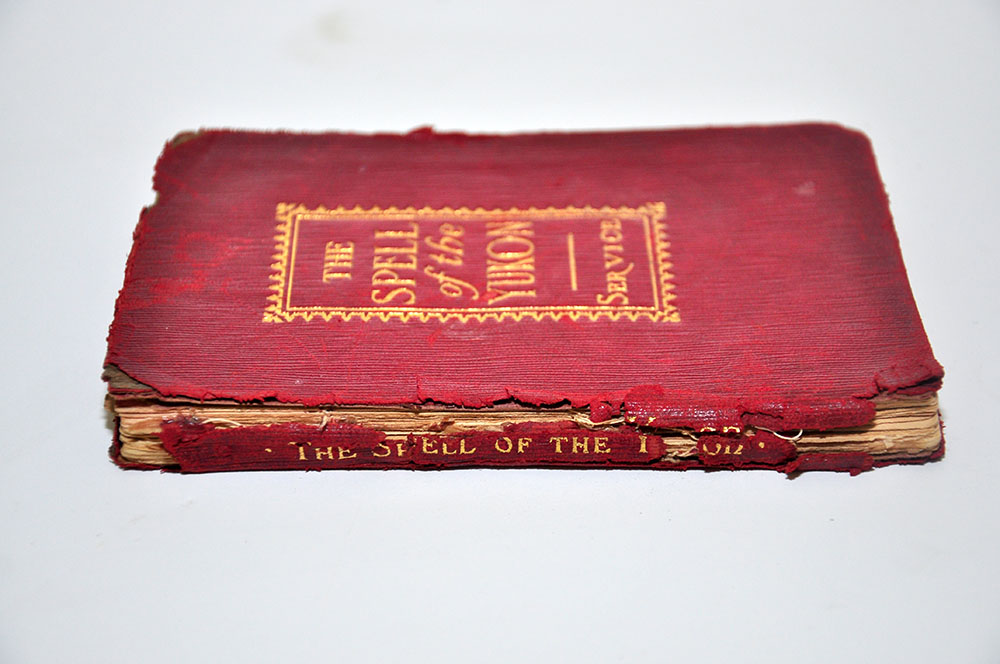 THE
SPELL
of the
YUKON
SERVICE
THE SPELL OF THE